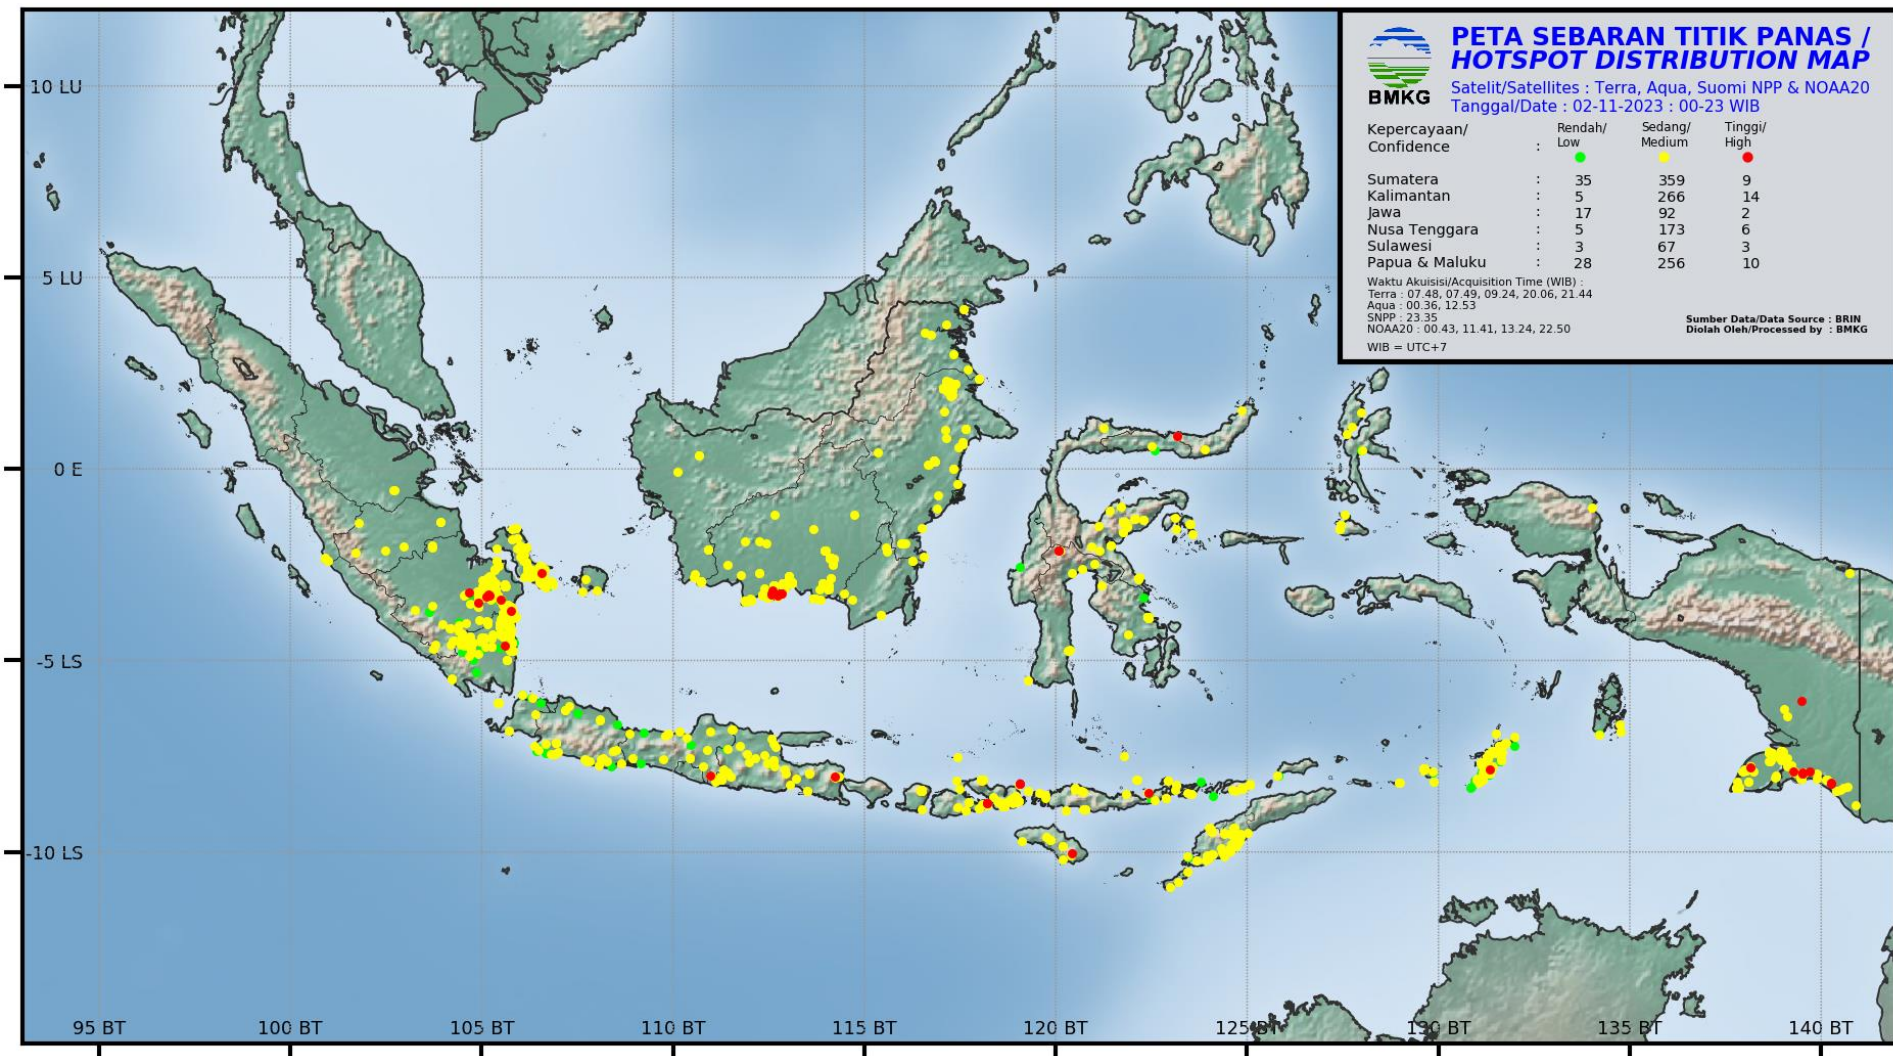 PETA SEBARAN TITIK PANAS /
HOTSPOT DISTRIBUTION MAP
BMKG
Satelit/Satellites : Terra, Aqua, Suomi NPP & NOAA20
Tanggal/Date : 02-11-2023 : 00-23 WIB
Kepercayaan/ Rendah/ Sedang/ Tinggi/
Confidence : Low Medium High
Sumatera : 35 359 9
Kalimantan : 5 266 14
Jawa : 17 92 2
Nusa Tenggara : 5 173 6
Sulawesi : 3 67 3
Papua & Maluku : 28 256 10
Waktu Akuisisi/Acquisition Time (WIB) :
Terra : 07.48, 07.49, 09.24, 20.06, 21.44
Aqua : 00.36, 12.53
SNPP : 23.35
NOAA20 : 00.43, 11.41, 13.24, 22.50
WIB = UTC+7
Sumber Data/Data Source : BRIN
Diolah Oleh/Processed by : BMKG
10 LU
5 LU
0 E
-5 LS
-10 LS
95 BT 100 BT 105 BT 110 BT 115 BT 120 BT 125 BT 130 BT 135 BT 140 BT